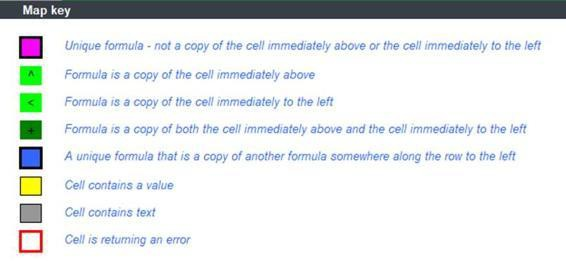 Map key
Unique formula - not a copy of the cell immediately above or the cell immediately to the left
^ Formula is a copy of the cell immediately above
< Formula is a copy of the cell immediately to the left
+ Formula is a copy of both the cell immediately above and the cell immediately to the left
A unique formula that is a copy of another formula somewhere along the row to the left
Cell contains a value
Cell contains text
Cell is returning an error